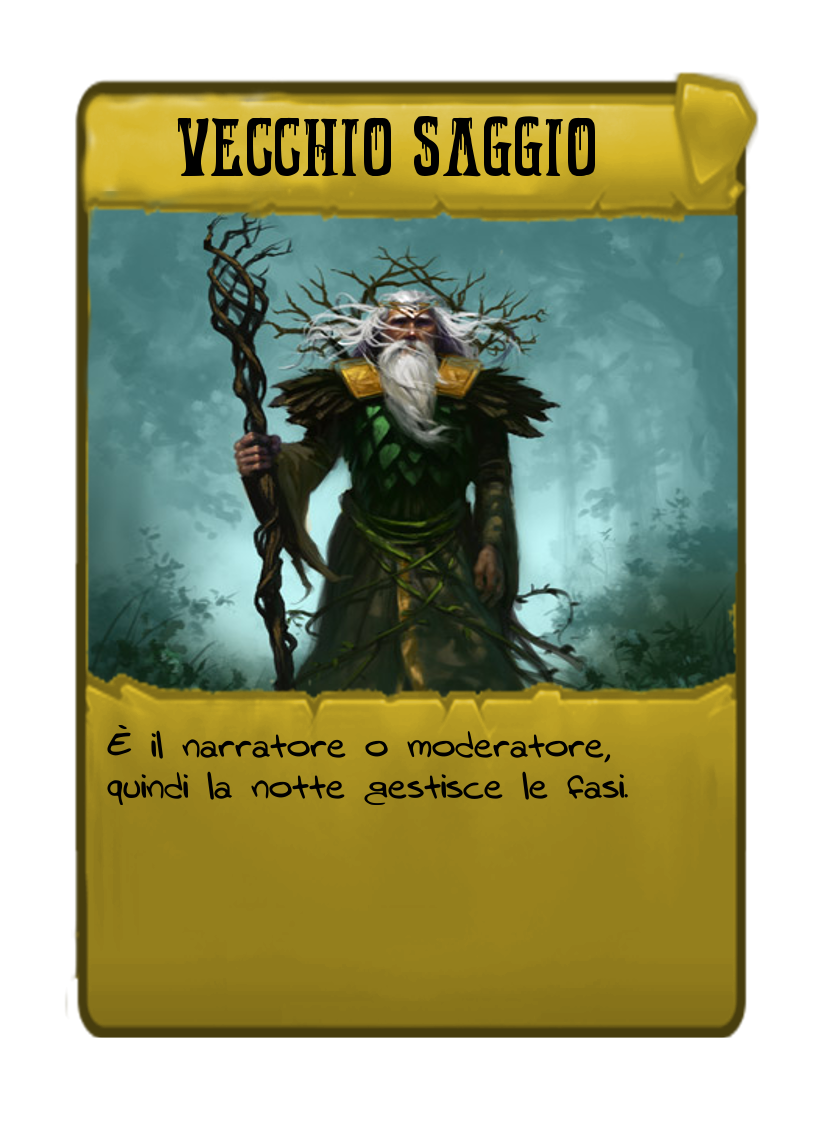 VECCHIO SAGGIO
È il narratore o moderatore,
quindi la notte gestisce le fasi.